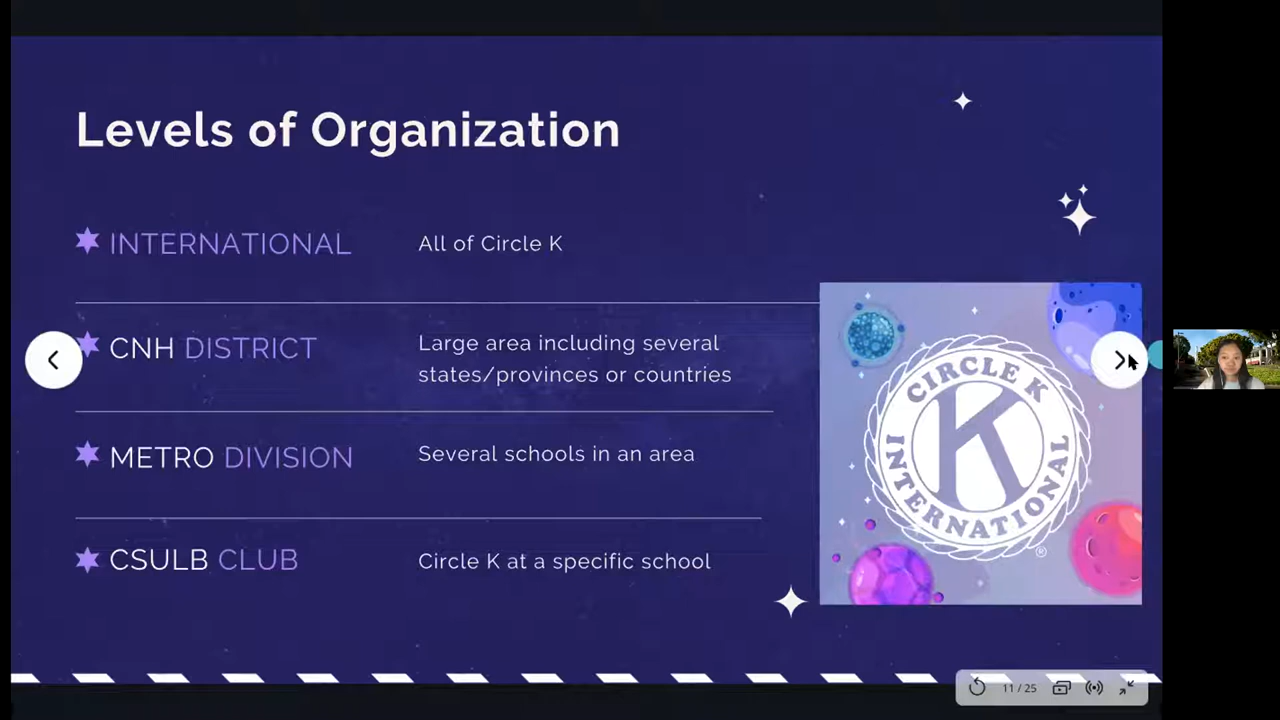 Levels of Organization
INTERNATIONAL
All of Circle K
CNH DISTRICT
Large area including several
states/provinces or countries
METRO DIVISION
Several schools in an area
CSULB CLUB
Circle K at a specific school
CIRCLE K
K
INTERNATIONAL
®
11 / 25